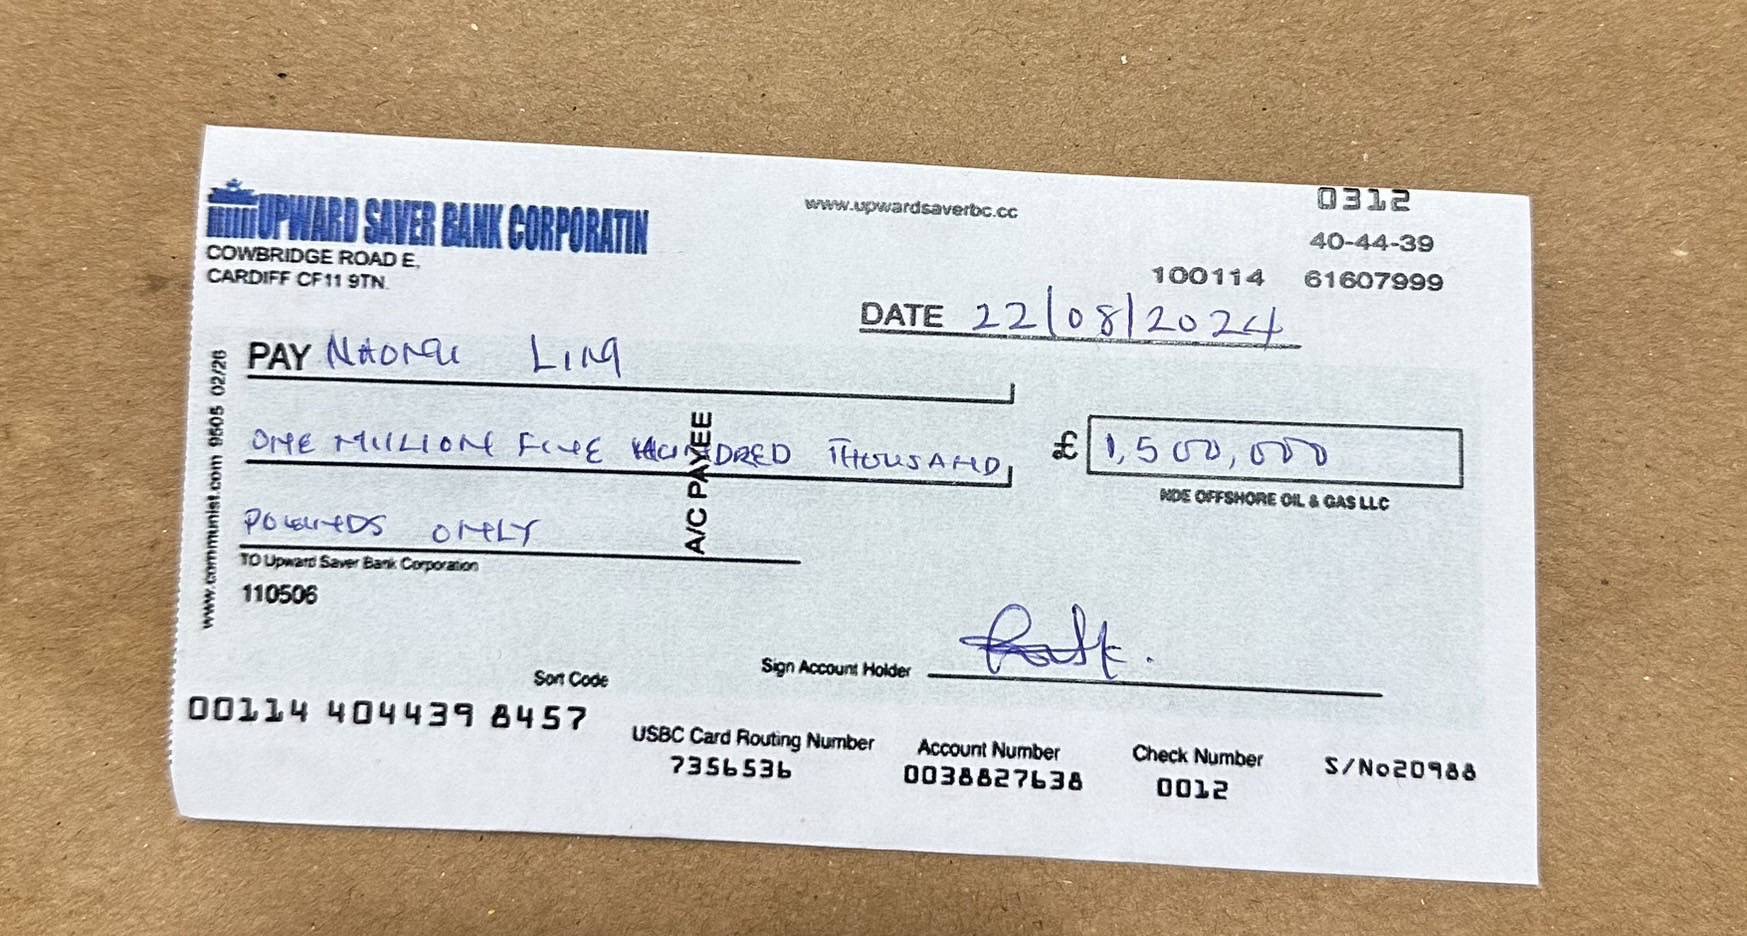 UPWARD SAVER BANK CORPORATIN
COWBRIDGE ROAD E,
CARDIFF CF11 9TN.
www.upwardsaverbc.cc
0312
40-44-39
100114 61607999
DATE 22/08/2024
PAY NAOMI LING
ONE MILLION FIVE HUNDRED THOUSAND
£ 1,500,000
NDE OFFSHORE OIL & GAS LLC
POUNDS ONLY
A/C PAYEE
TO Upward Saver Bank Corporation
110506
www.communist.com 9505 02/26
Sign Account Holder
Sort Code
00114 404439 8457
USBC Card Routing Number
7356536
Account Number
0038827638
Check Number
0012
S/No20988